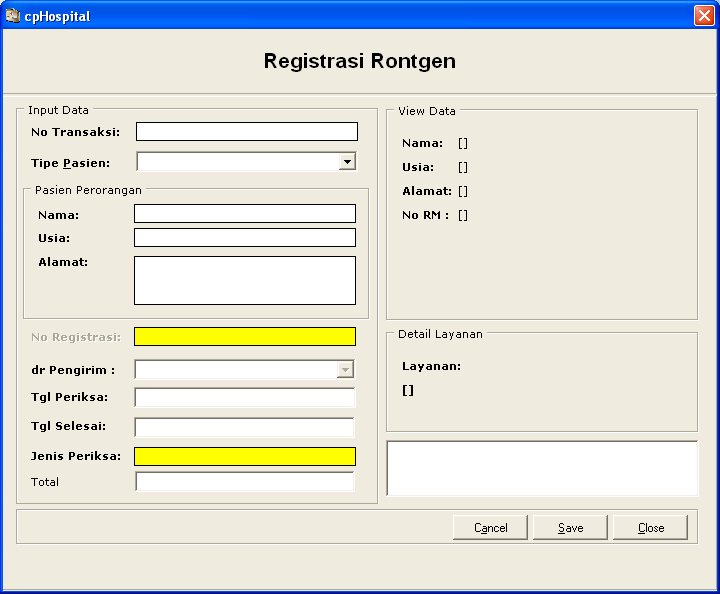 cpHospital
Registrasi Rontgen
Input Data
No Transaksi:
Tipe Pasien:
Pasien Perorangan
Nama:
Usia:
Alamat:
No Registrasi:
dr Pengirim :
Tgl Periksa:
Tgl Selesai:
Jenis Periksa:
Total
View Data
Nama: []
Usia: []
Alamat: []
No RM : []
Detail Layanan
Layanan:
[]
Cancel Save Close